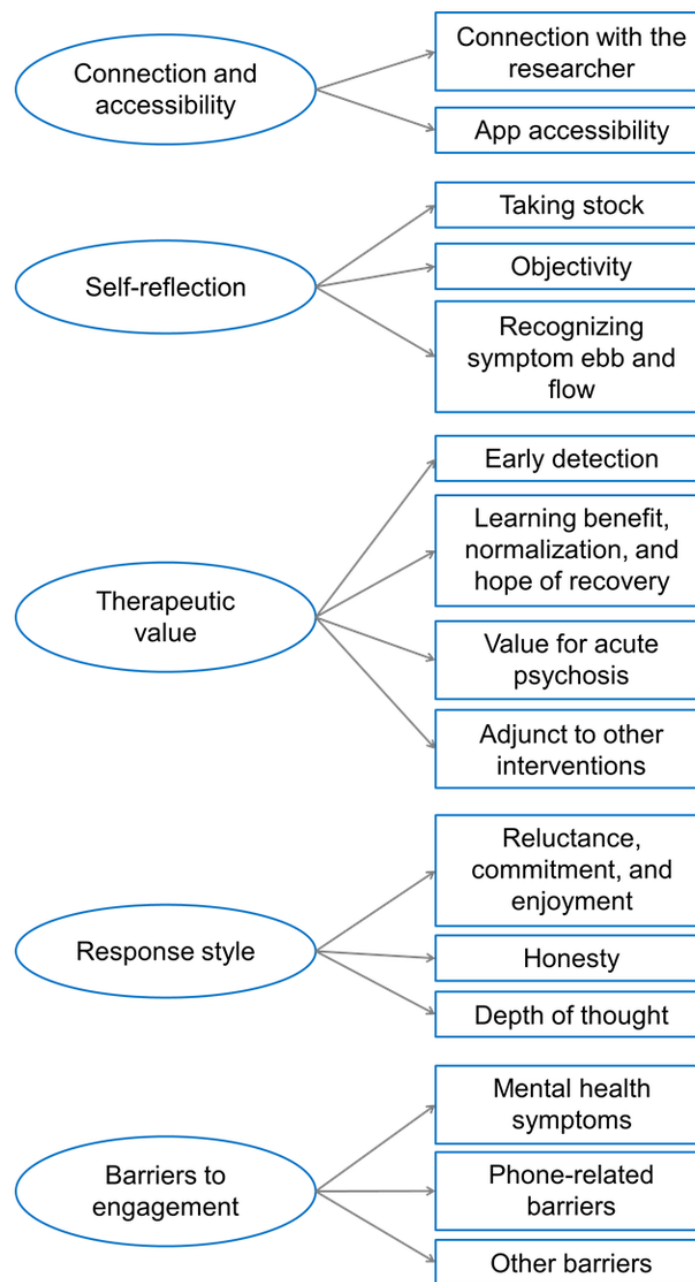 Connection and
accessibility
Connection with the
researcher
App accessibility
Self-reflection
Taking stock
Objectivity
Recognizing
symptom ebb and
flow
Therapeutic
value
Early detection
Learning benefit,
normalization, and
hope of recovery
Value for acute
psychosis
Adjunct to other
interventions
Response style
Reluctance,
commitment, and
enjoyment
Honesty
Depth of thought
Barriers to
engagement
Mental health
symptoms
Phone-related
barriers
Other barriers